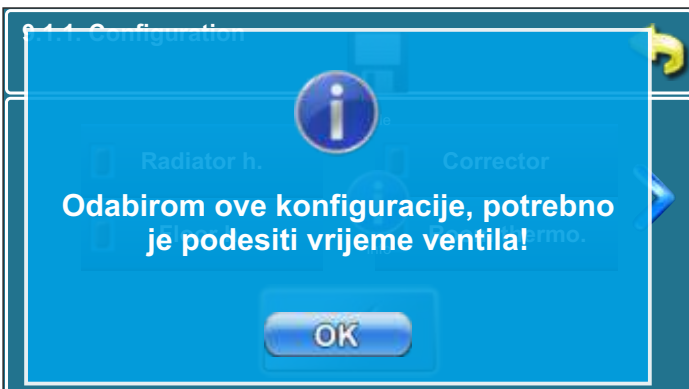 9.1.1. Configuration
Radiator h.
Corrector
Odabirom ove konfiguracije, potrebno
je podesiti vrijeme ventila!
OK